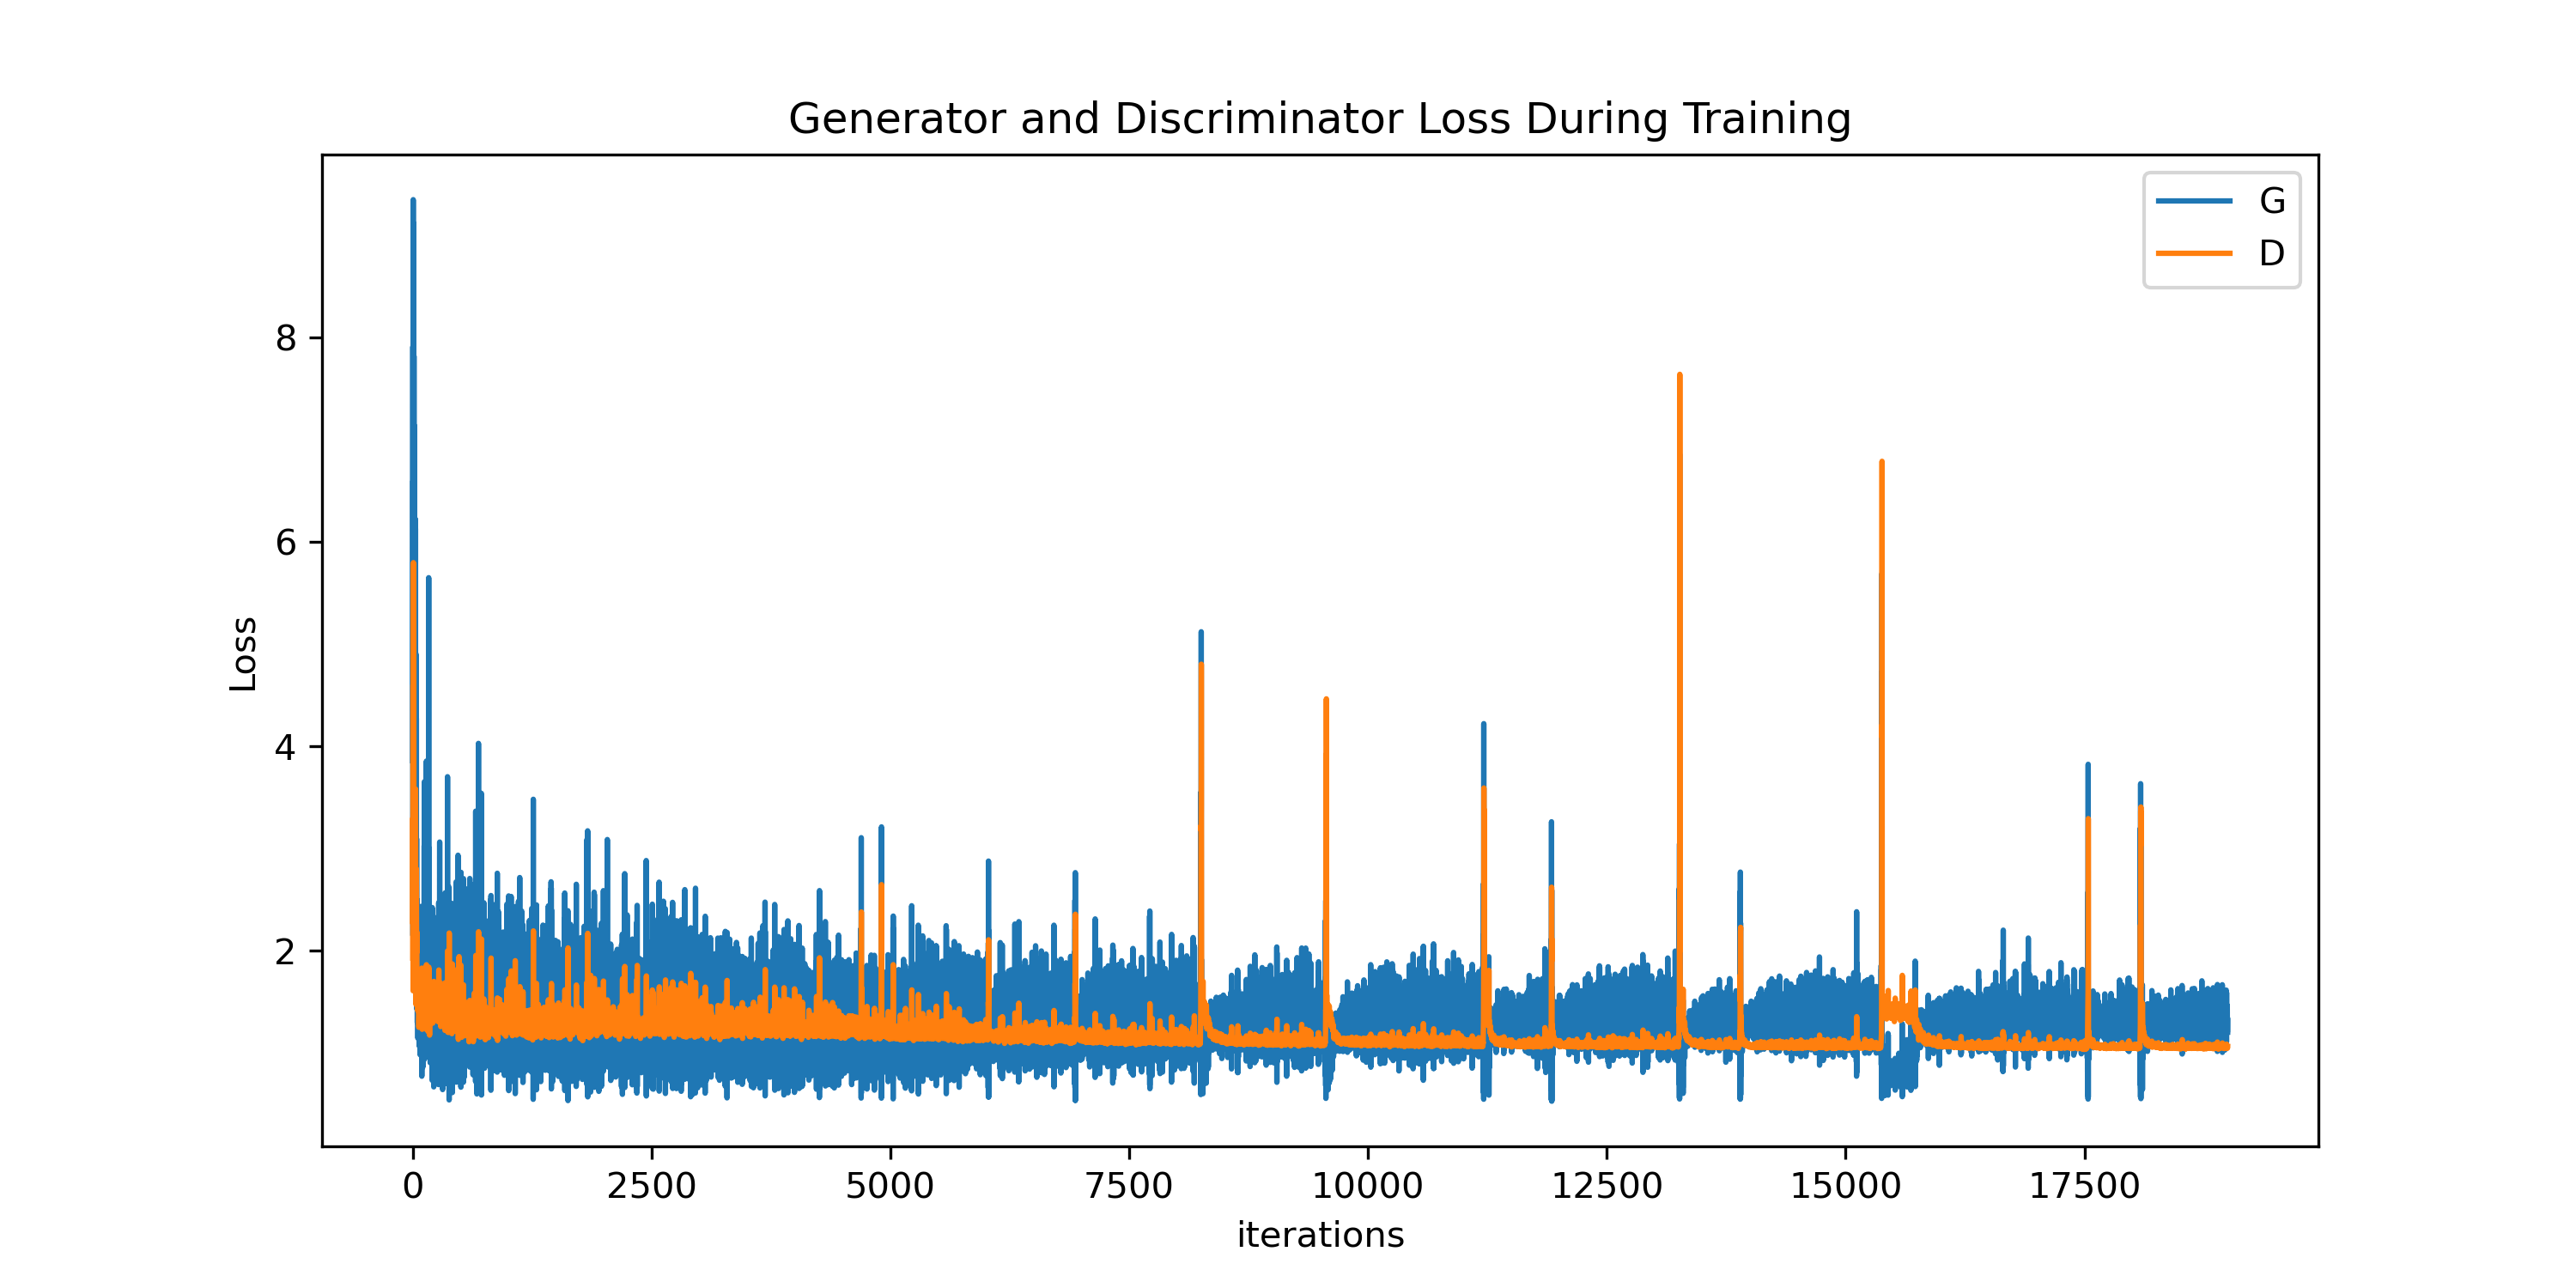 Generator and Discriminator Loss During Training
G
D
8
6
4
2
Loss
0 2500 5000 7500 10000 12500 15000 17500
iterations